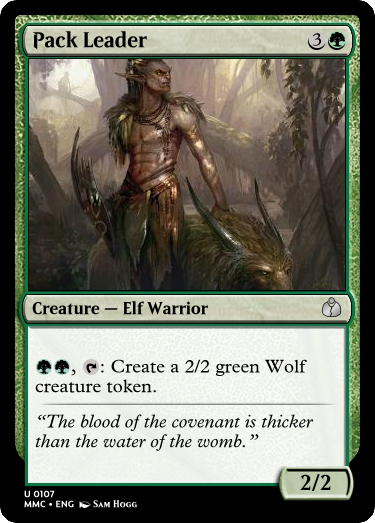 Pack Leader 3
Creature — Elf Warrior
, : Create a 2/2 green Wolf
creature token.
“The blood of the covenant is thicker
than the water of the womb.”
2/2
U 0107
MMC • ENG Sam Hogg